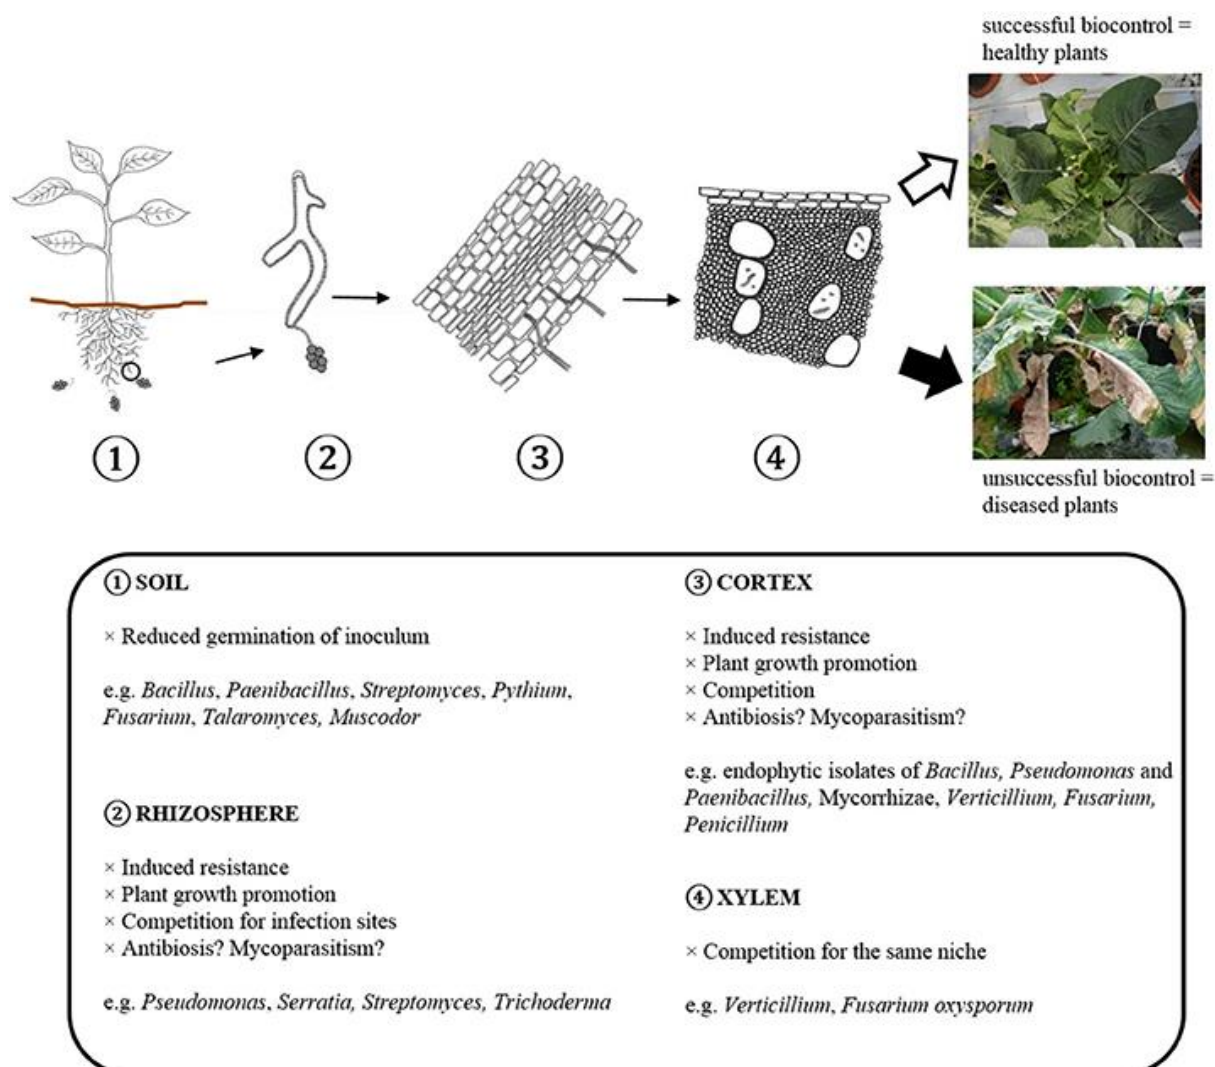 successful biocontrol =
healthy plants
unsuccessful biocontrol =
diseased plants
①
②
③
④
① SOIL
× Reduced germination of inoculum
e.g. Bacillus, Paenibacillus, Streptomyces, Pythium,
Fusarium, Talaromyces, Muscodor
② RHIZOSPHERE
× Induced resistance
× Plant growth promotion
× Competition for infection sites
× Antibiosis? Mycoparasitism?
e.g. Pseudomonas, Serratia, Streptomyces, Trichoderma
③ CORTEX
× Induced resistance
× Plant growth promotion
× Competition
× Antibiosis? Mycoparasitism?
e.g. endophytic isolates of Bacillus, Pseudomonas and
Paenibacillus, Mycorrhizae, Verticillium, Fusarium,
Penicillium
④ XYLEM
× Competition for the same niche
e.g. Verticillium, Fusarium oxysporum